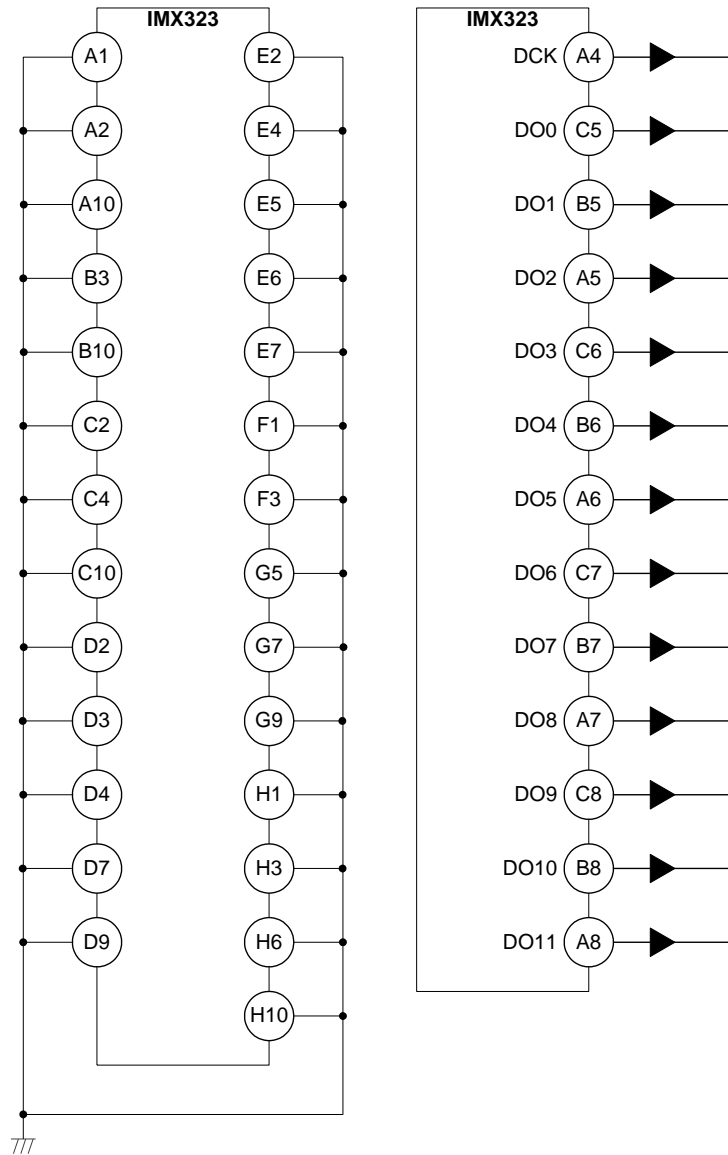 IMX323
A1
A2
A10
B3
B10
C2
C4
C10
D2
D3
D4
D7
D9
E2
E4
E5
E6
E7
F1
F3
G5
G7
G9
H1
H3
H6
H10
IMX323
DCK A4
DO0 C5
DO1 B5
DO2 A5
DO3 C6
DO4 B6
DO5 A6
DO6 C7
DO7 B7
DO8 A7
DO9 C8
DO10 B8
DO11 A8